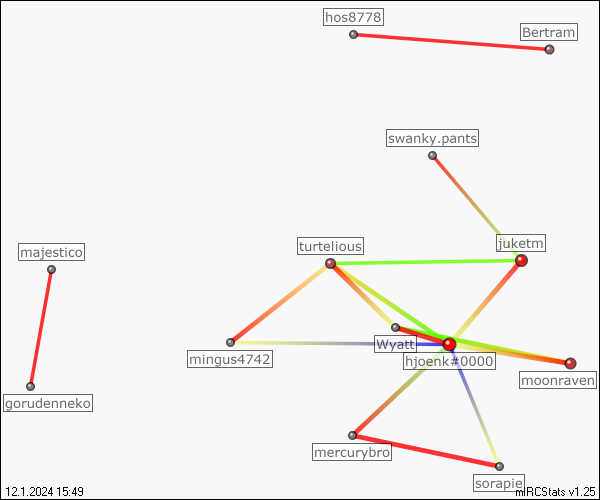 hos8778
Bertram
swanky.pants
juketm
turtelious
majestico
Wyatt
mingus4742
hjoenk#0000
moonraven
gorudenneko
mercurybro
sorapie
12.1.2024 15:49
mIRCStats v1.25